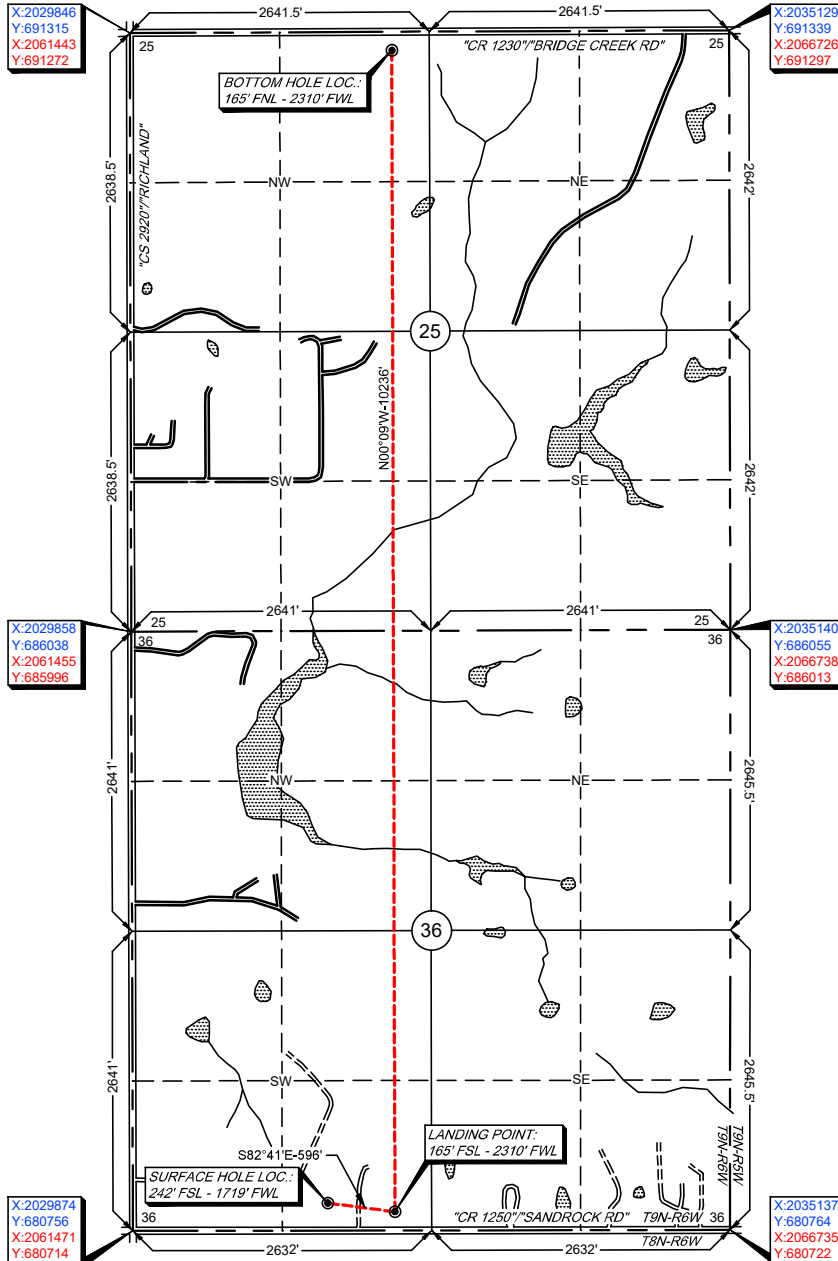 X:2029846
Y:691315
X:2061443
Y:691272
2641.5'
2641.5'
X:2035129
Y:691339
X:2066726
Y:691297
25
"CR 1230"/"BRIDGE CREEK RD"
25
BOTTOM HOLE LOC.:
165' FNL - 2310' FWL
"CS 2920"/"RICHLAND"
2638.5'
NW
NE
2642'
25
N00°09'W-10236'
2638.5'
SW
SE
2642'
X:2029858
Y:686038
X:2061455
Y:685996
25
2641'
2641'
25
36
36
X:2035140
Y:686055
X:2066738
Y:686013
2641'
NW
NE
2645.5'
36
2641'
SW
SE
2645.5'
S82°41'E-596'
LANDING POINT:
165' FSL - 2310' FWL
SURFACE HOLE LOC.:
242' FSL - 1719' FWL
T9N-R6W
T9N-R5W
X:2029874
Y:680756
X:2061471
Y:680714
36
"CR 1250"/"SANDROCK RD"
T9N-R6W
36
T8N-R6W
2632'
2632'
X:2035137
Y:680764
X:2066735
Y:680722